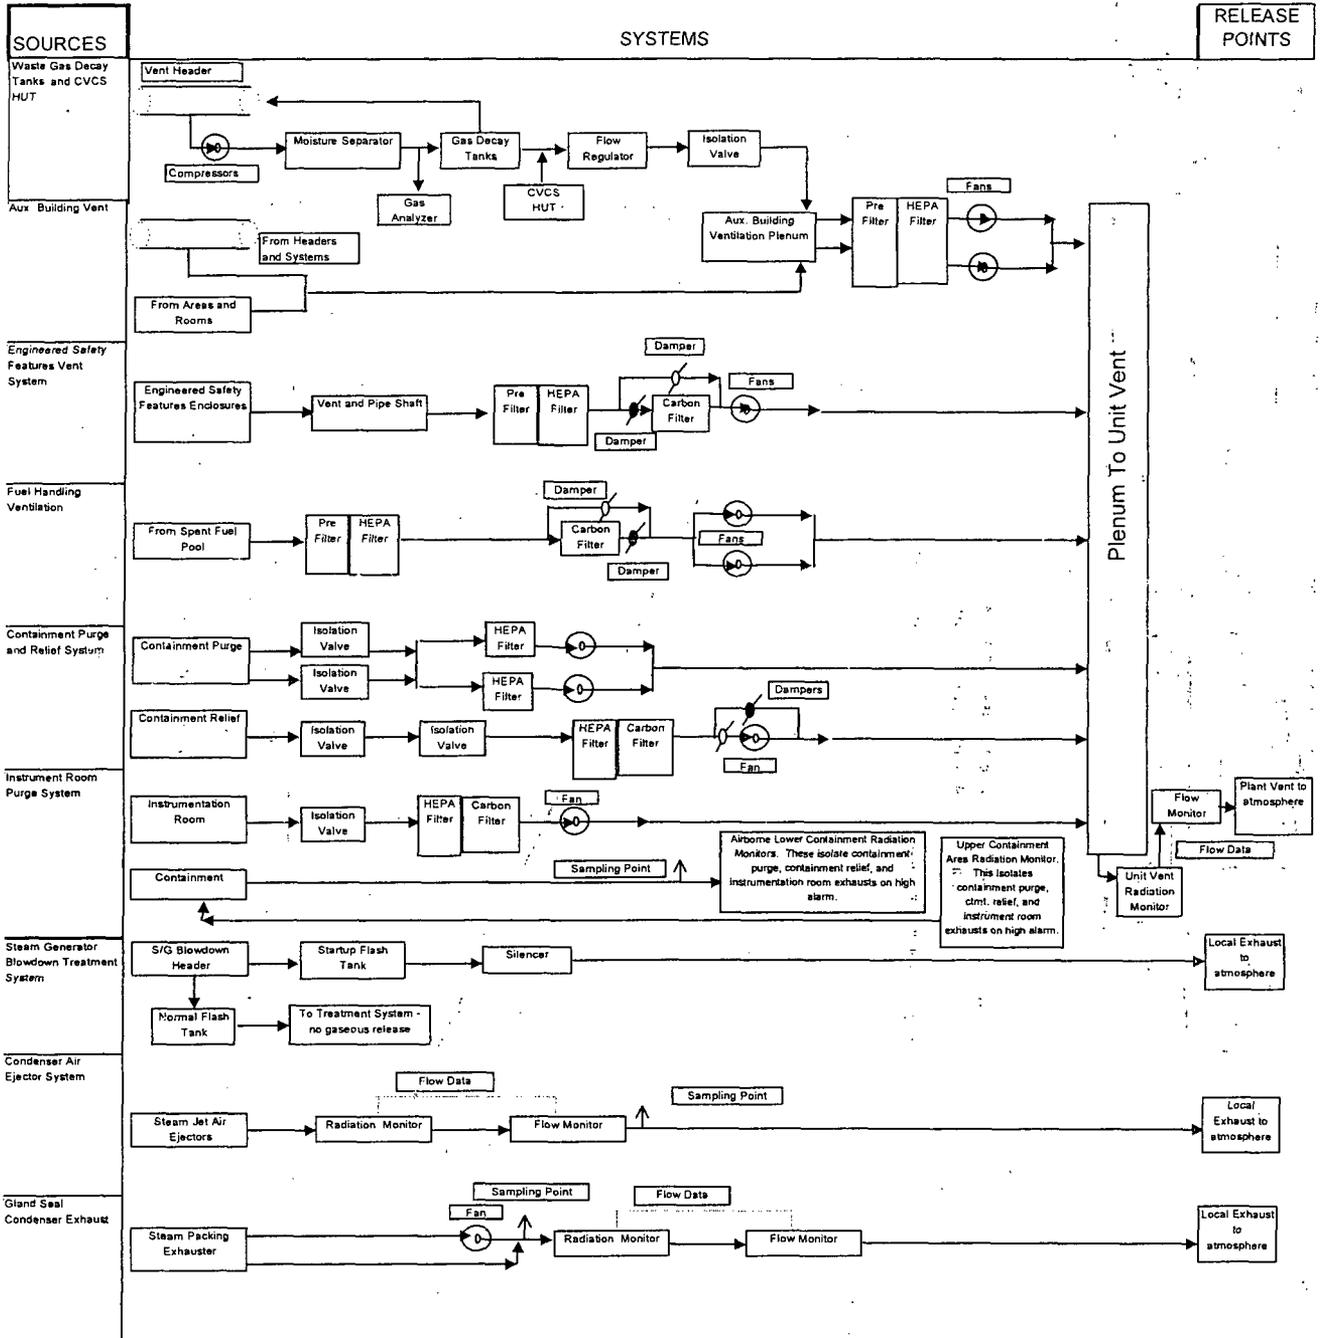 SOURCES
SYSTEMS
RELEASE
POINTS
Waste Gas Decay
Tanks and CVCS
HUT
Vent Header
Compressors
Moisture Separator
Gas
Analyzer
Gas Decay
Tanks
CVCS
HUT
Flow
Regulator
Isolation
Valve
Aux Building Vent
From Headers
and Systems
From Areas and
Rooms
Aux. Building
Ventilation Plenum
Pre
Filter
HEPA
Filter
Fans
Plenum To Unit Vent
Engineered Safety
Features Vent
System
Engineered Safety
Features Enclosures
Vent and Pipe Shaft
Pre
Filter
HEPA
Filter
Damper
Damper
Carbon
Filter
Fans
Fuel Handling
Ventilation
From Spent Fuel
Pool
Pre
Filter
HEPA
Filter
Damper
Carbon
Filter
Damper
Fans
Containment Purge
and Relief System
Containment Purge
Isolation
Valve
Isolation
Valve
HEPA
Filter
HEPA
Filter
Containment Relief
Isolation
Valve
Isolation
Valve
HEPA
Filter
Carbon
Filter
Dampers
Fan
Instrument Room
Purge System
Instrumentation
Room
Isolation
Valve
HEPA
Filter
Carbon
Filter
Fan
Containment
Sampling Point
Airborne Lower Containment Radiation
Monitors. These isolate containment
purge, containment relief, and
instrumentation room exhausts on high
alarm.
Upper Containment
Area Radiation Monitor.
This Isolates
containment purge,
ctmt. relief, and
instrument room
exhausts on high alarm.
Unit Vent
Radiation
Monitor
Flow
Monitor
Flow Data
Plant Vent to
atmosphere
Steam Generator
Blowdown Treatment
System
S/G Blowdown
Header
Startup Flash
Tank
Silencer
Local Exhaust
to
atmosphere
Normal Flash
Tank
To Treatment System -
no gaseous release
Condenser Air
Ejector System
Flow Data
Sampling Point
Steam Jet Air
Ejectors
Radiation Monitor
Flow Monitor
Local
Exhaust to
atmosphere
Gland Seal
Condenser Exhaust
Sampling Point
Flow Data
Fan
Steam Packing
Exhauster
Radiation Monitor
Flow Monitor
Local Exhaust
to
atmosphere